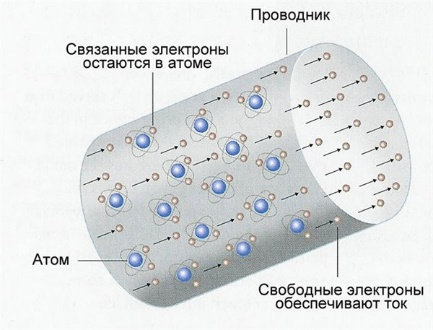 Проводник
Связанные электроны
остаются в атоме
Атом
Свободные электроны
обеспечивают ток